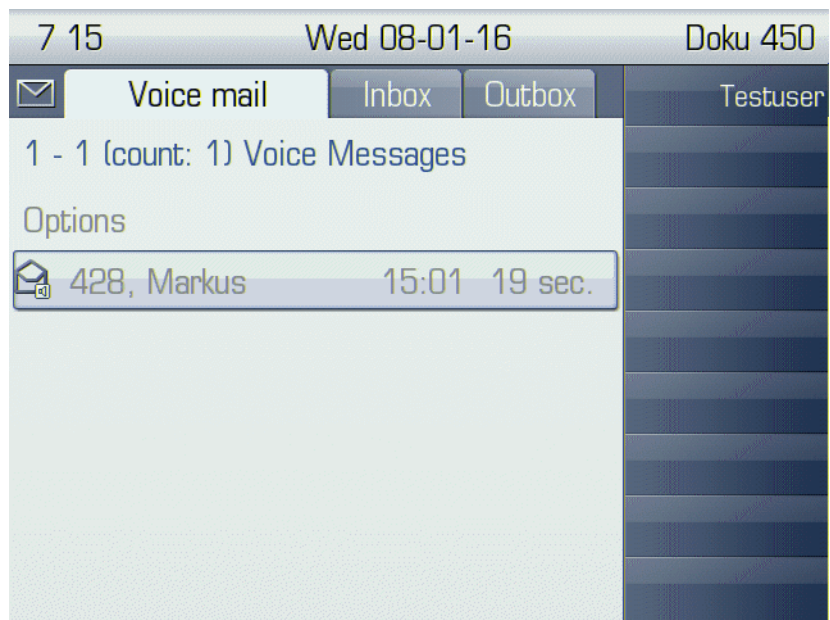 7 15 Wed 08-01-16 Doku 450
Voice mail Inbox Outbox Testuser
1 - 1 (count: 1) Voice Messages
Options
428, Markus 15:01 19 sec.